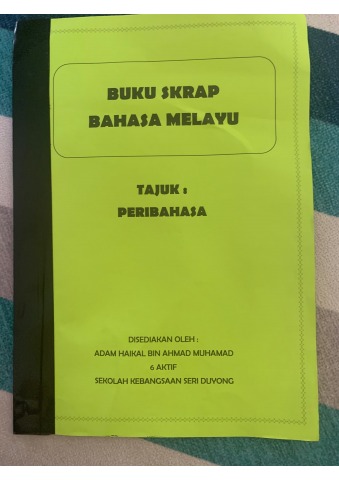 BUKU SKRAP
BAHASA MELAYU
TAJUK :
PERIBAHASA
DISEDIAKAN OLEH :
ADAM HAIKAL BIN AHMAD MUHAMAD
6 AKTIF
SEKOLAH KEBANGSAAN SERI DUYONG